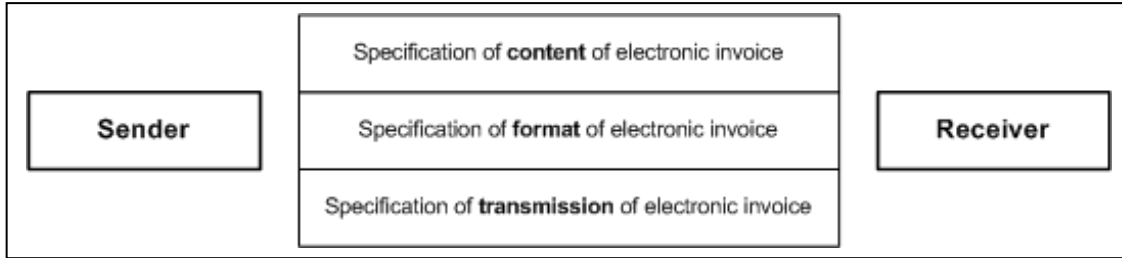 Specification of content of electronic invoice
Sender
Specification of format of electronic invoice
Receiver
Specification of transmission of electronic invoice